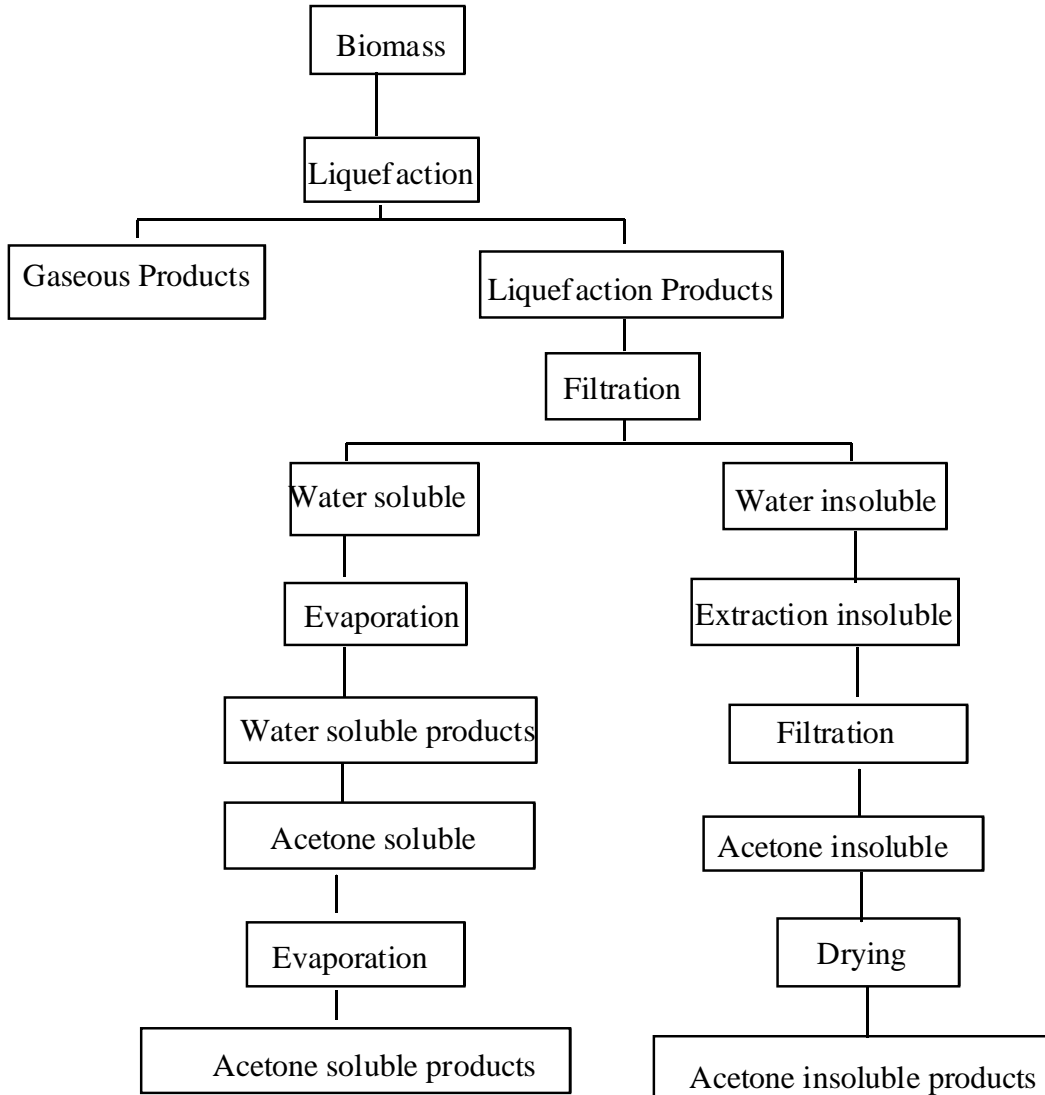 Biomass
Liquefaction
Gaseous Products
Liquefaction Products
Filtration
Water soluble
Water insoluble
Evaporation
Extraction insoluble
Water soluble products
Filtration
Acetone soluble
Acetone insoluble
Evaporation
Drying
Acetone soluble products
Acetone insoluble products